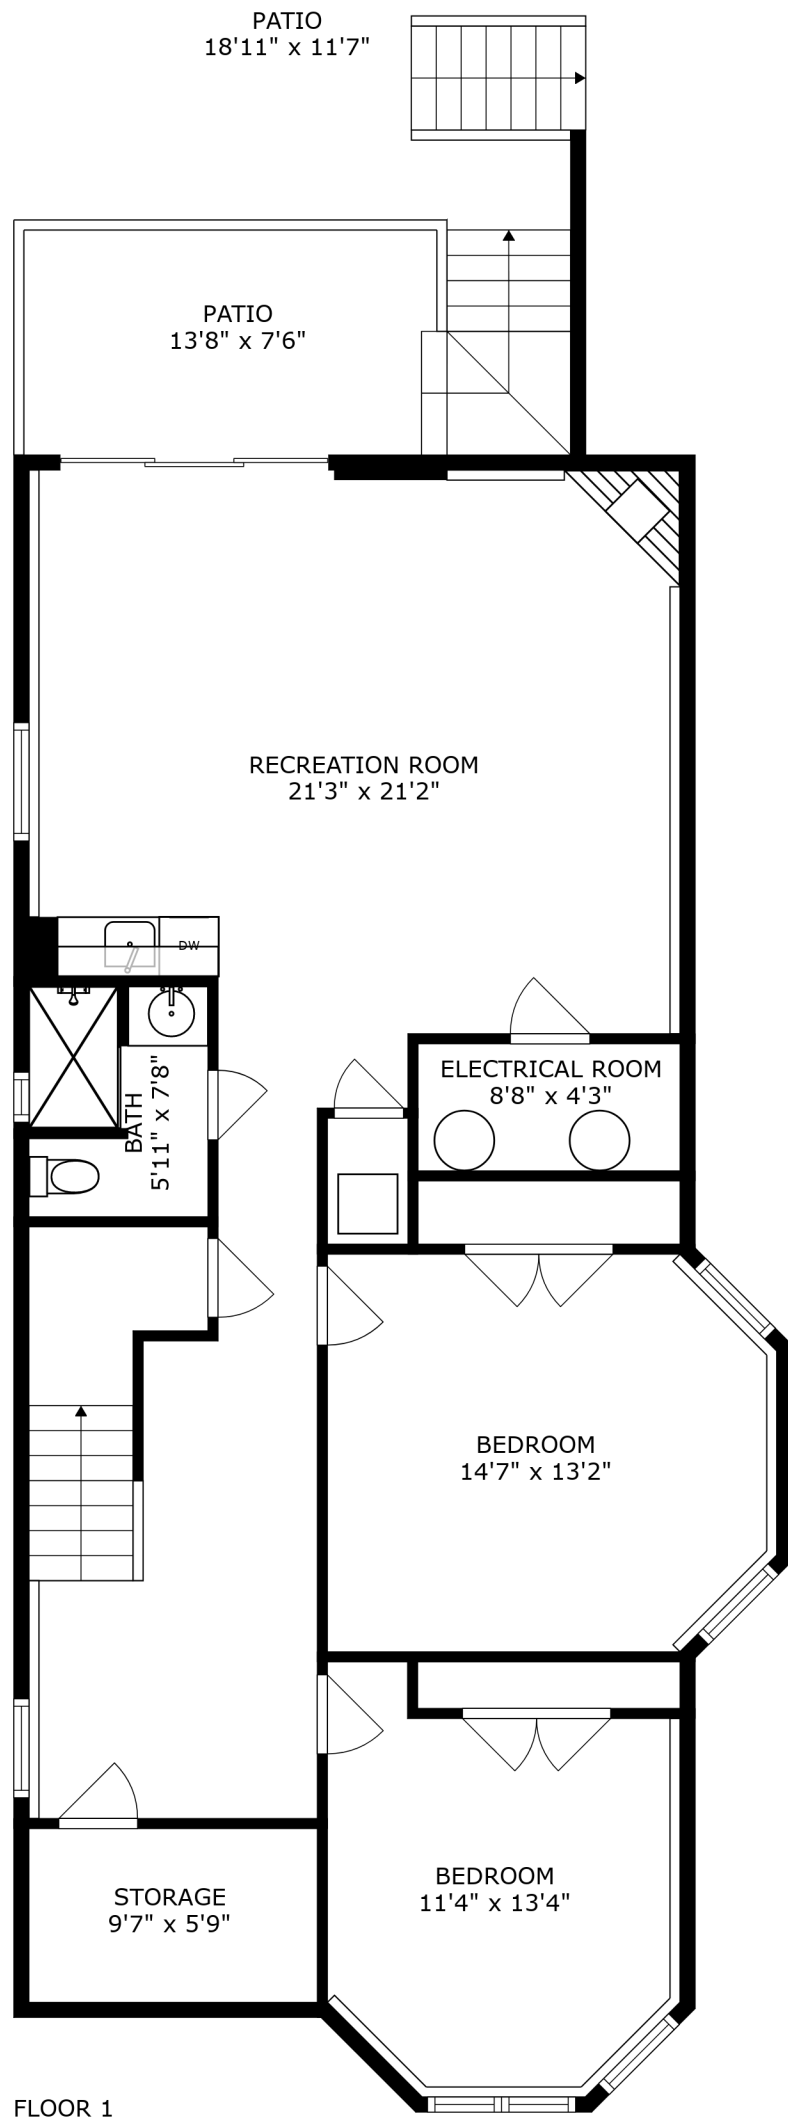 PATIO
18'11" x 11'7"
PATIO
13'8" x 7'6"
RECREATION ROOM
21'3" x 21'2"
DW
ELECTRICAL ROOM
8'8" x 4'3"
BATH
5'11" x 7'8"
BEDROOM
14'7" x 13'2"
BEDROOM
11'4" x 13'4"
STORAGE
9'7" x 5'9"
FLOOR 1